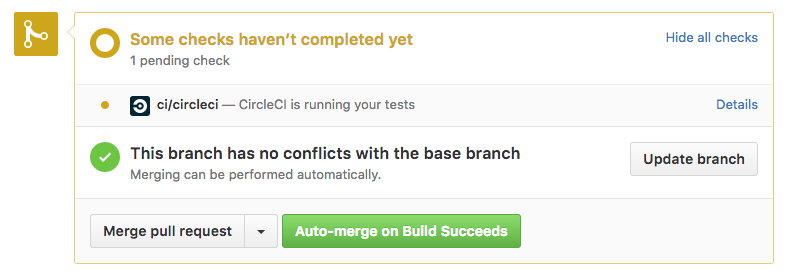 Some checks haven’t completed yet
Hide all checks
1 pending check
ci/circleci — CircleCI is running your tests
Details
This branch has no conflicts with the base branch
Merging can be performed automatically.
Update branch
Merge pull request
Auto-merge on Build Succeeds